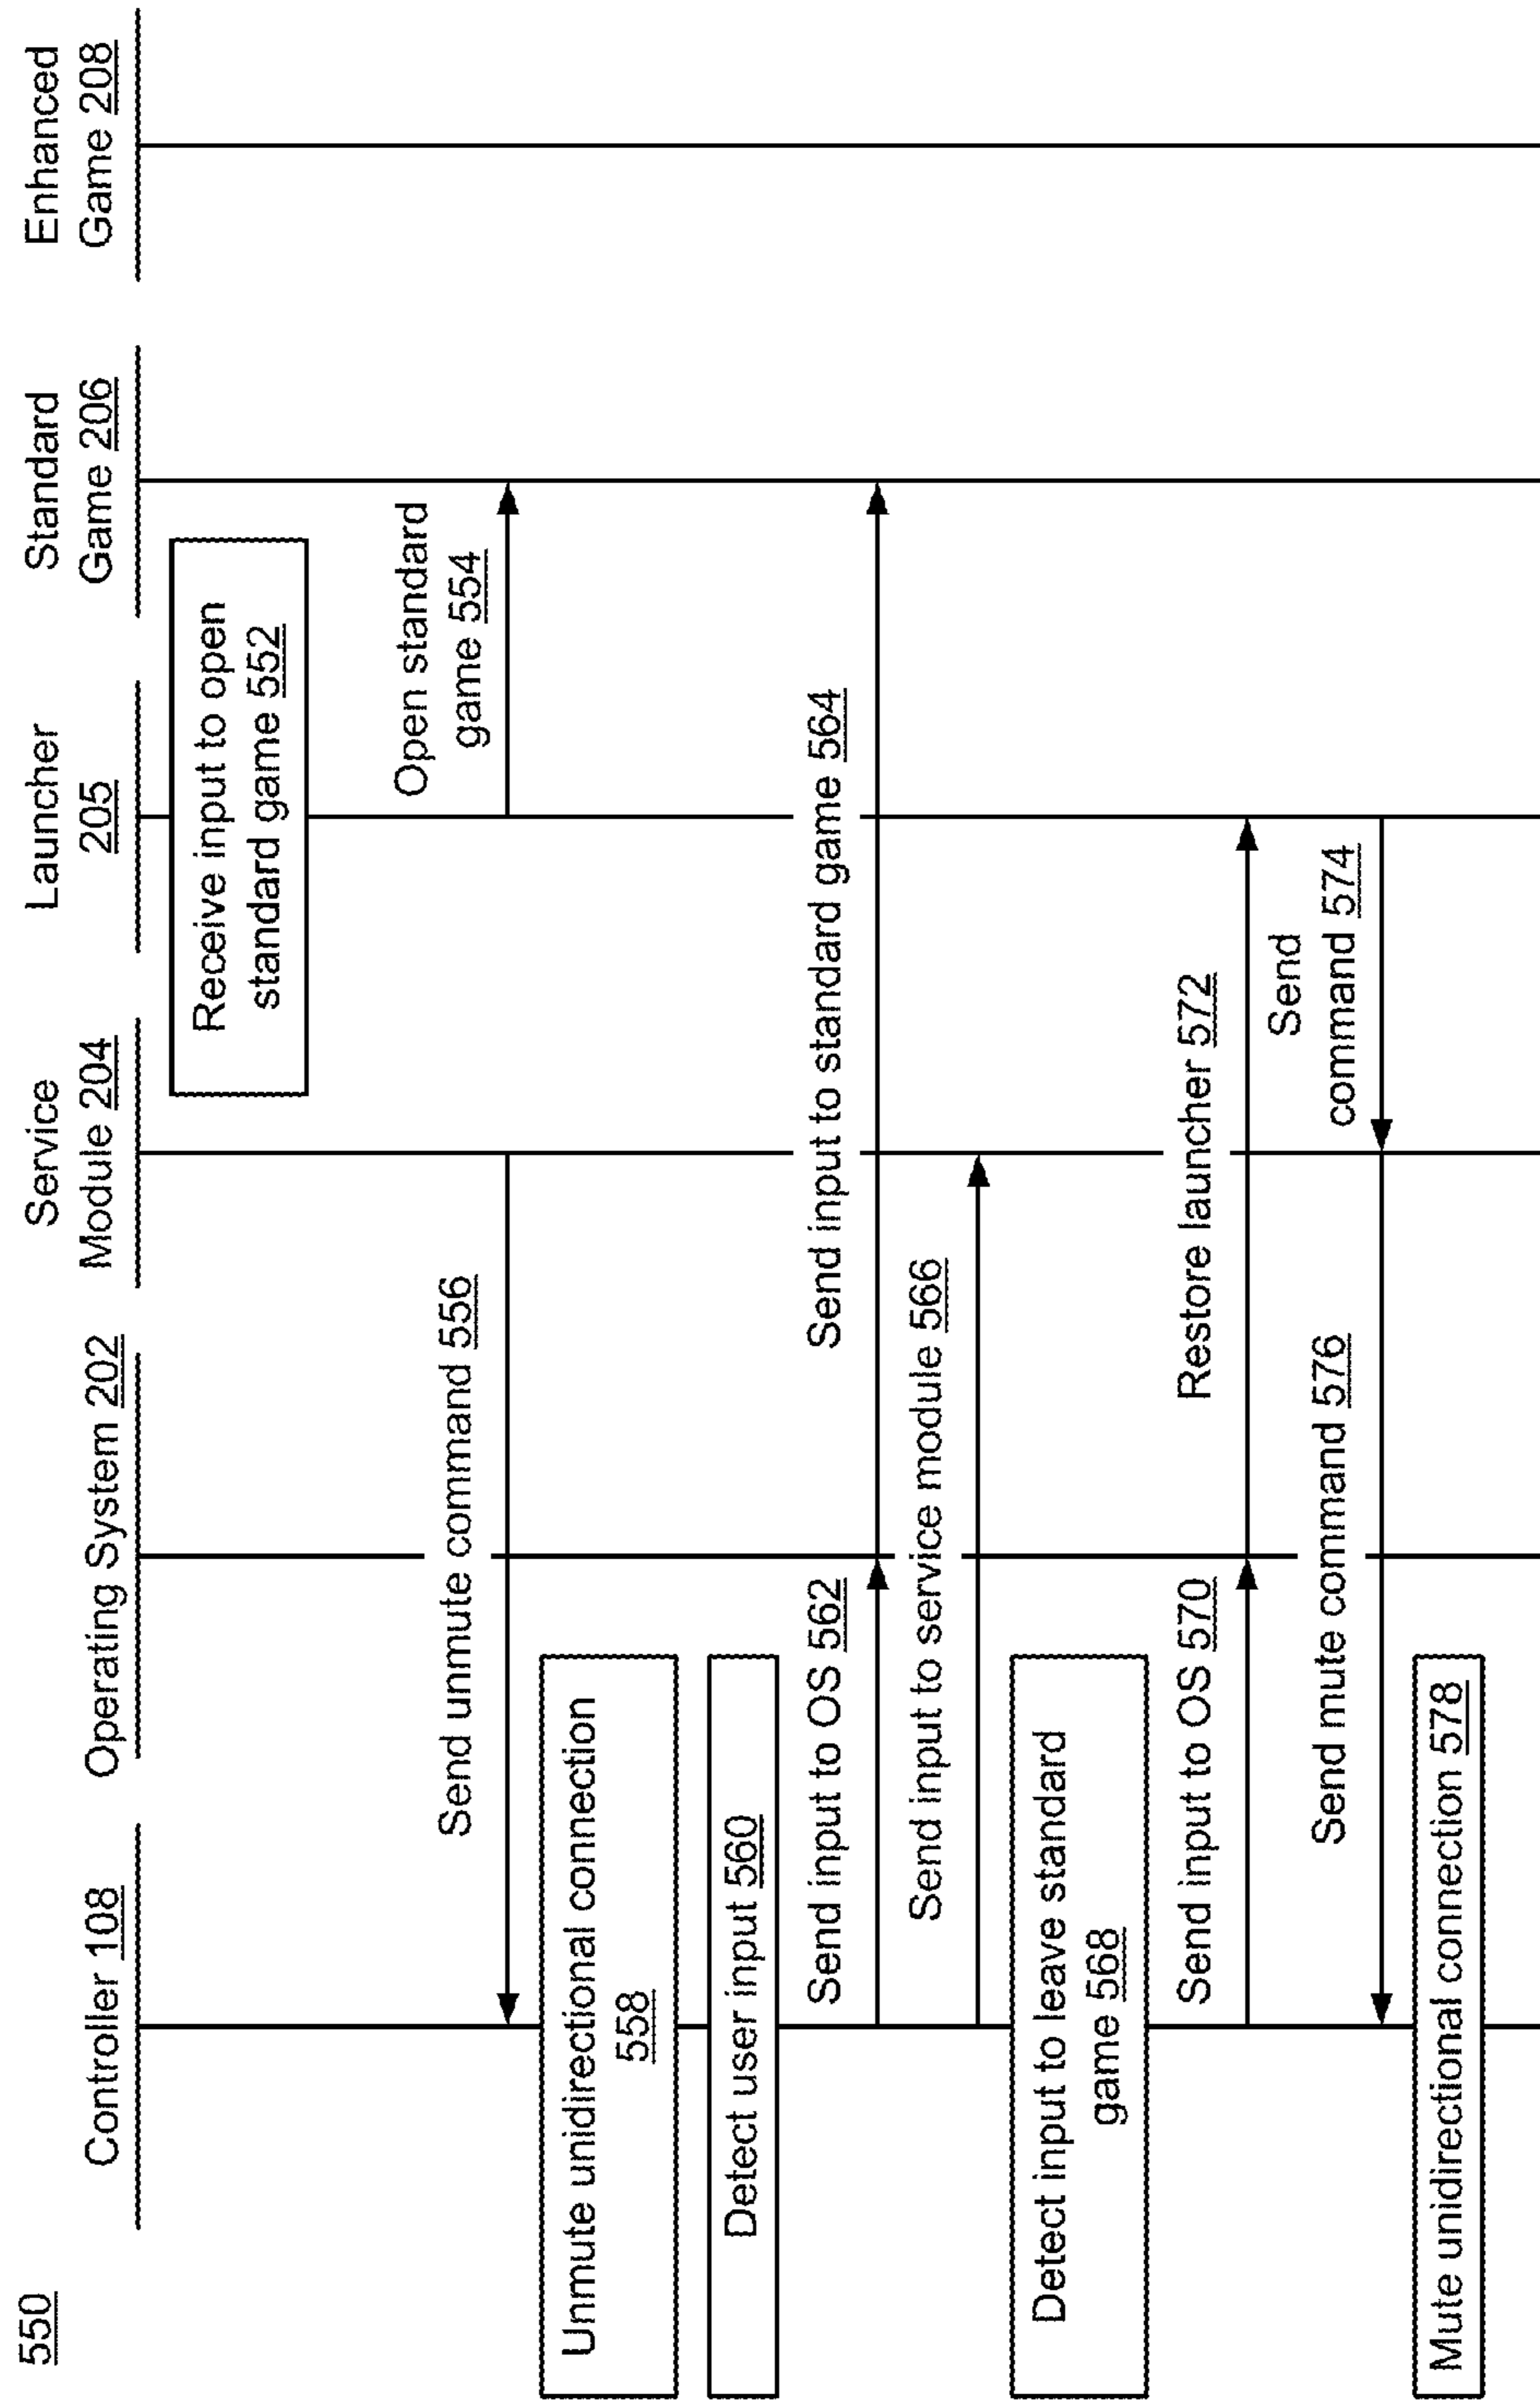 550
Controller 108
Operating System 202
Service
Module 204
Launcher
205
Standard
Game 206
Enhanced
Game 208
Receive input to open
standard game 552
Open standard
game 554
Send unmute command 556
Unmute unidirectional connection
558
Detect user input 560
Send input to OS 562
Send input to standard game 564
Send input to service module 566
Detect input to leave standard
game 568
Send input to OS 570
Restore launcher 572
Send
command 574
Send mute command 576
Mute unidirectional connection 578